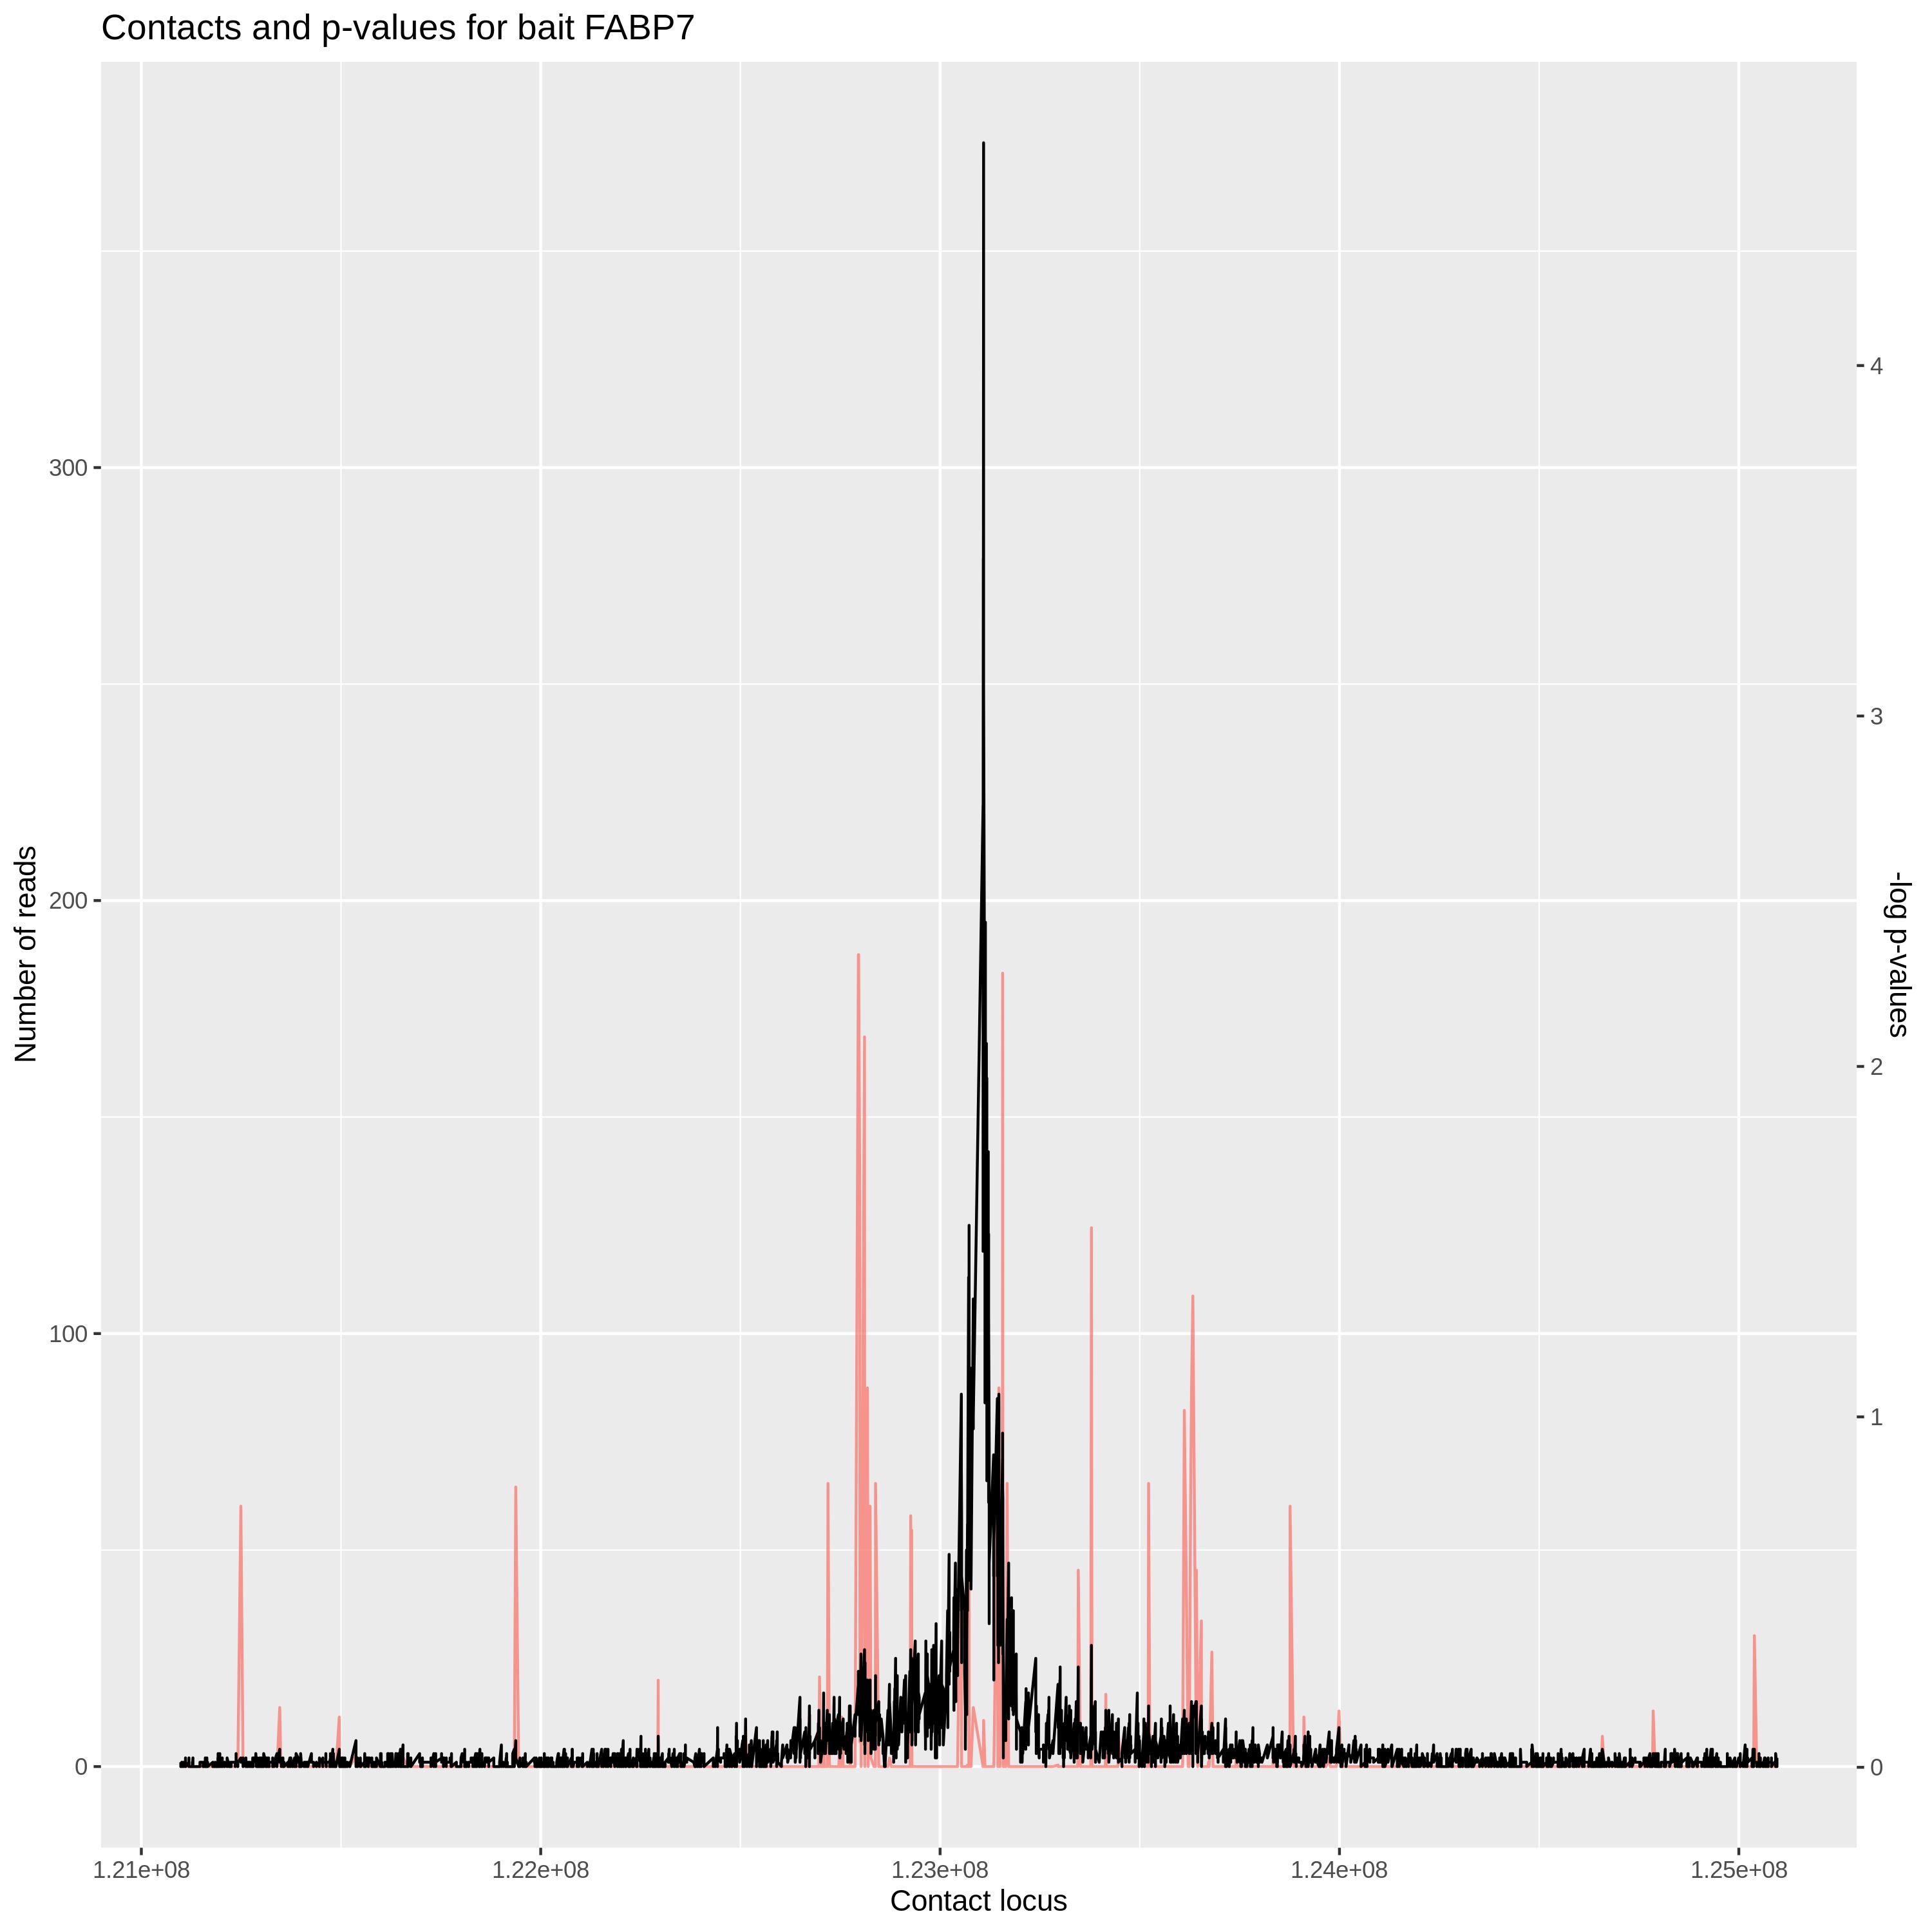 Contacts and p-values for bait FABP7
Number of reads
300
200
100
0
4
3
2
1
0
-log p-values
1.21e+08 1.22e+08 1.23e+08 1.24e+08 1.25e+08
Contact locus